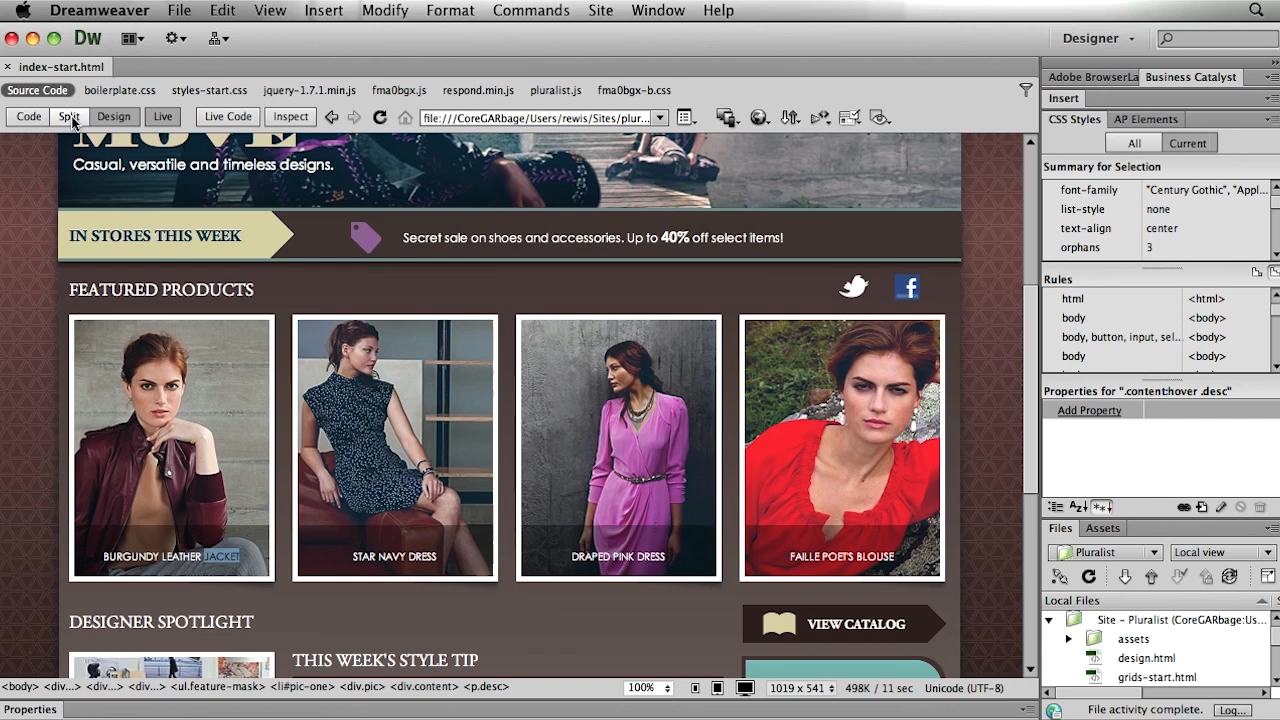 Dreamweaver File Edit View Insert Modify Format Commands Site Window Help
Dw Designer
index-start.html
Adobe BrowserLa Business Catalyst
Source Code boilerplate.css styles-start.css jquery-1.7.1.min.js fma0bgx.js respond.min.js pluralist.js fma0bgx-b.css
Insert
Code Split Design Live Live Code Inspect file:///CoreGARbage/Users/rewis/Sites/plur...
CSS Styles AP Elements
All Current
MOVE
Casual, versatile and timeless designs.
Summary for Selection
font-family "Century Gothic", "Appl...
list-style none
text-align center
orphans 3
IN STORES THIS WEEK
Secret sale on shoes and accessories. Up to 40% off select items!
FEATURED PRODUCTS
Rules
html <html>
body <body>
body, button, input, sel... <body>
body <body>
Properties for ".content:hover .desc"
Add Property
BURGUNDY LEATHER JACKET
STAR NAVY DRESS
DRAPED PINK DRESS
FAILLE POETS BLOUSE
Files Assets
Pluralist Local view
Local Files
Site - Pluralist (CoreGARbage:Us...
assets
design.html
grids-start.html
DESIGNER SPOTLIGHT
VIEW CATALOG
THIS WEEK'S STYLE TIP
<body> <div...> <div...> <div...> <ul.feature-mask> <li#pic-one> <div.pic> <div.content> <p.desc> 100% 1019 x 541 498K / 11 sec Unicode (UTF-8)
Properties
File activity complete. Log...